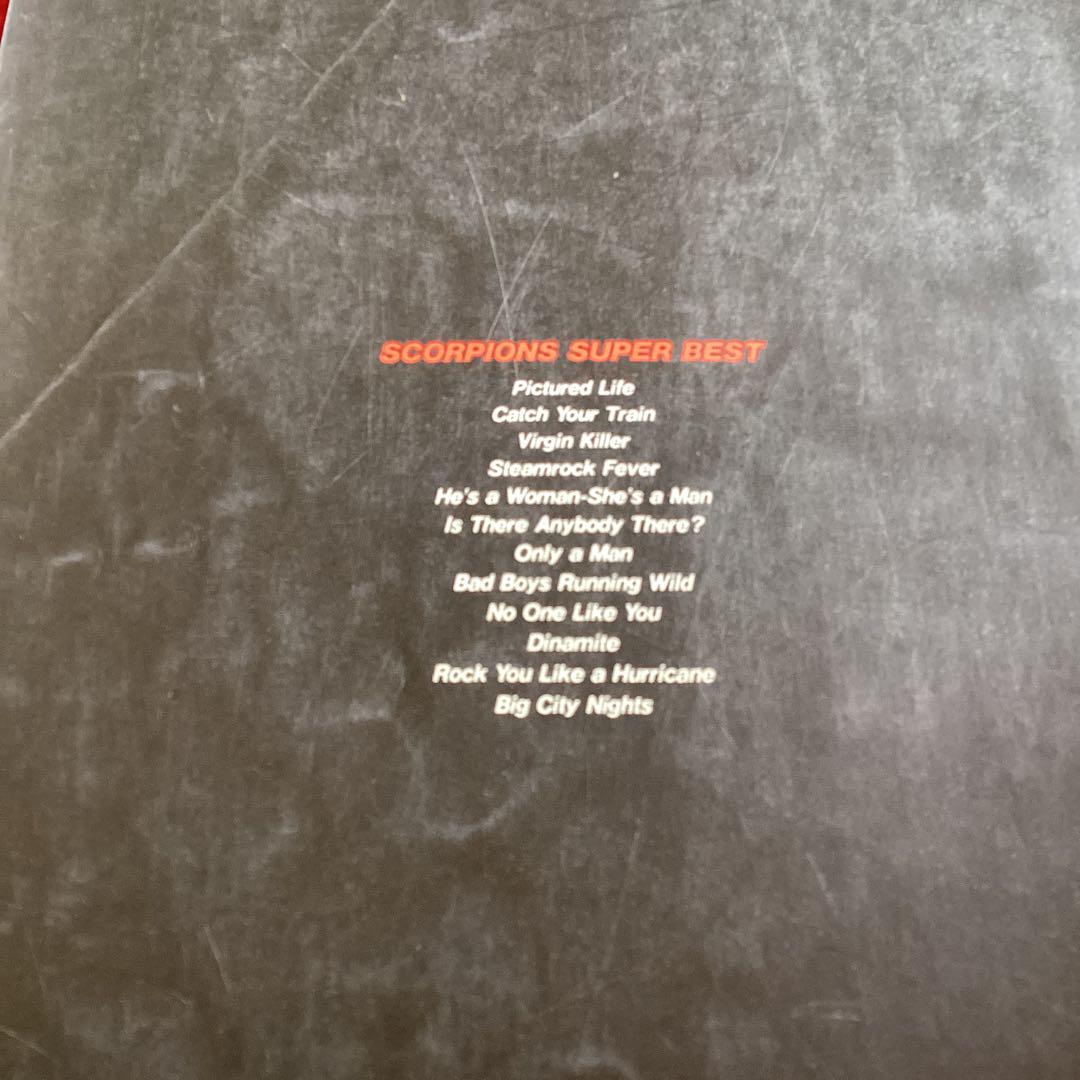 SCORPIONS SUPER BEST
Pictured Life
Catch Your Train
Virgin Killer
Steamrock Fever
He's a Woman-She's a Man
Is There Anybody There?
Only a Man
Bad Boys Running Wild
No One Like You
Dinamite
Rock You Like a Hurricane
Big City Nights